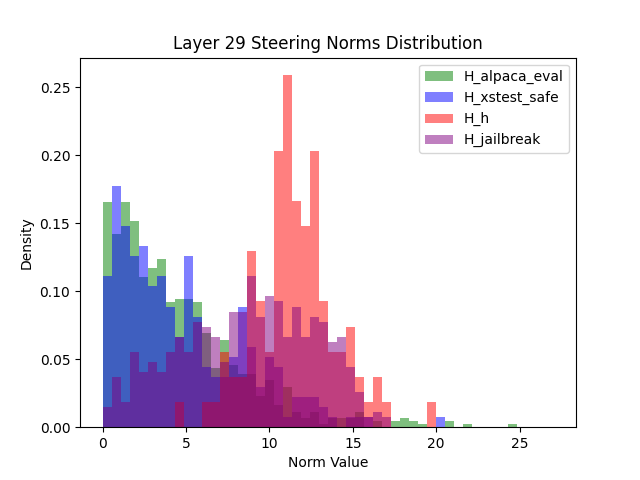 Layer 29 Steering Norms Distribution
H_alpaca_eval
H_xstest_safe
H_h
H_jailbreak
0.25
0.20
0.15
0.10
0.05
0.00
Density
0
5
10
15
20
25
Norm Value